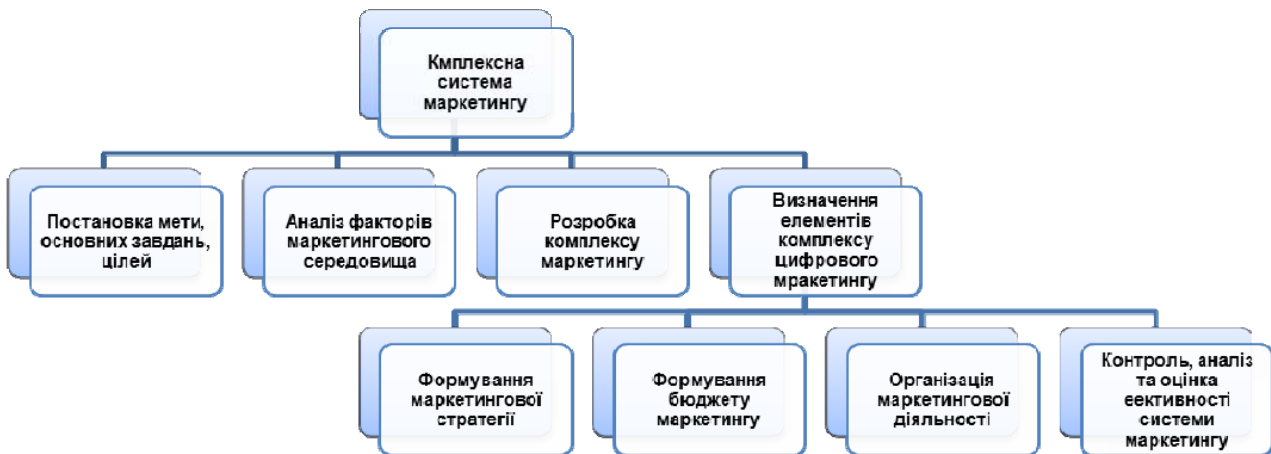 Кмплексна
система
маркетингу
Постановка мети,
основних завдань,
цілей
Аналіз факторів
маркетингового
середовища
Розробка
комплексу
маркетингу
Визначення
елементів
комплексу
цифрового
мракетингу
Формування
маркетингової
стратегії
Формування
бюджету
маркетингу
Організація
маркетингової
діяльності
Контроль, аналіз
та оцінка
еективності
системи
маркетингу